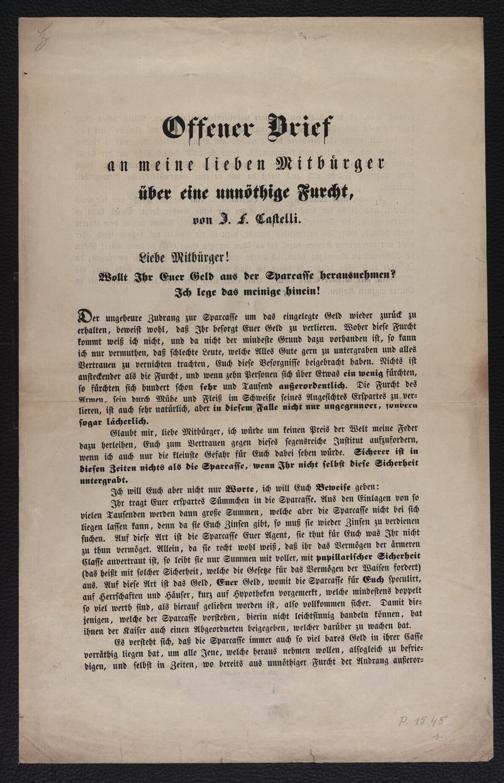 Offener Brief
an meine lieben Mitbürger
über eine unnöthige Furcht,
von J. F. Castelli.
Liebe Mitbürger!
Wollt Ihr Euer Geld aus der Sparcasse herausnehmen?
Ich lege das meinige hinein!
Der ungeheure Zudrang zur Sparcasse um das eingelegte Geld wieder zurück zu
erhalten, beweist wohl, daß Ihr besorgt Euer Geld zu verlieren. Woher diese Furcht
kommt weiß ich nicht, und da nicht der mindeste Grund dazu vorhanden ist, so kann
ich nur vermuthen, daß schlechte Leute, welche Alles Gute gern zu untergraben und alles
Vertrauen zu vernichten trachten, Euch diese Besorgnisse beigebracht haben. Nichts ist
ansteckender als die Furcht, und wenn zehn Personen sich über Etwas ein wenig fürchten,
so fürchten sich hundert schon sehr und Tausend außerordentlich. Die Furcht des
Armen, sein durch Mühe und Fleiß im Schweiße seines Angesichtes Erspartes zu ver-
lieren, ist auch sehr natürlich, aber in diesem Falle nicht nur ungegründet, sondern
sogar lächerlich.
Glaubt mir, liebe Mitbürger, ich würde um keinen Preis der Welt meine Feder
dazu herleihen, Euch zum Vertrauen gegen dieses segensreiche Institut aufzufordern,
wenn ich auch nur die kleinste Gefahr für Euch dabei sehen würde. Sicherer ist in
diesen Zeiten nichts als die Sparcasse, wenn Ihr nicht selbst diese Sicherheit
untergrabt.
Ich will Euch aber nicht nur Worte, ich will Euch Beweise geben:
Ihr tragt Euer erspartes Sümmchen in die Sparcasse. Aus den Einlagen von so
vielen Tausenden werden dann große Summen, welche aber die Sparcasse nicht bei sich
liegen lassen kann, denn da sie Euch Zinsen gibt, so muß sie wieder Zinsen zu verdienen
suchen. Auf diese Art ist die Sparcasse Euer Agent, sie thut für Euch was Ihr nicht
zu thun vermöget. Allein, da sie recht wohl weiß, daß ihr das Vermögen der ärmeren
Classe anvertraut ist, so leiht sie nur Summen mit voller, mit pupillarischer Sicherheit
(das heißt mit solcher Sicherheit, welche die Gesetze für das Vermögen der Waisen fordert)
aus. Auf diese Art ist das Geld, Euer Geld, womit die Sparcasse für Euch speculirt,
auf Herrschaften und Häuser, kurz auf Hypotheken vorgemerkt, welche mindestens doppelt
so viel werth sind, als hierauf geliehen worden ist, also vollkommen sicher. Damit die-
jenigen, welche der Sparcasse vorstehen, hierin nicht leichtsinnig handeln können, hat
ihnen der Kaiser auch einen Abgeordneten beigegeben, welcher darüber zu wachen hat.
Es versteht sich, daß die Sparcasse immer auch so viel bares Geld in ihrer Casse
vorräthig liegen hat, um alle Jene, welche heraus nehmen wollen, alsogleich zu befrie-
digen, und selbst in Zeiten, wo bereits aus unnöthiger Furcht der Andrang außeror-
P. 1545